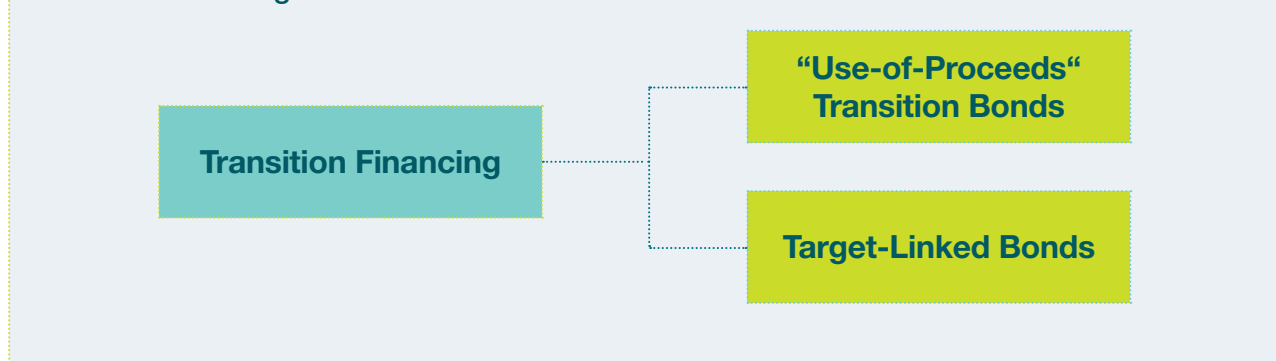 Transition Financing
“Use-of-Proceeds“
Transition Bonds
Target-Linked Bonds